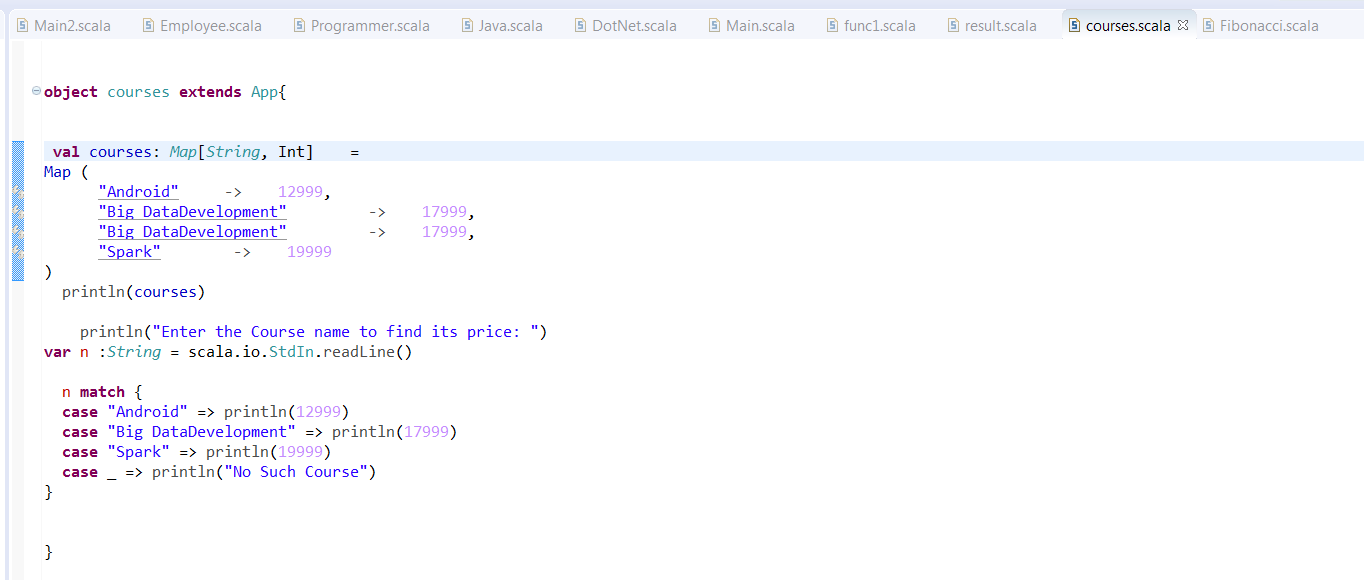 Main2.scala Employee.scala Programmer.scala Java.scala DotNet.scala Main.scala func1.scala result.scala courses.scala Fibonacci.scala
object courses extends App{
val courses: Map[String, Int] =
Map (
"Android" -> 12999,
"Big DataDevelopment" -> 17999,
"Big DataDevelopment" -> 17999,
"Spark" -> 19999
)
println(courses)
println("Enter the Course name to find its price: ")
var n :String = scala.io.StdIn.readLine()
n match {
case "Android" => println(12999)
case "Big DataDevelopment" => println(17999)
case "Spark" => println(19999)
case _ => println("No Such Course")
}
}